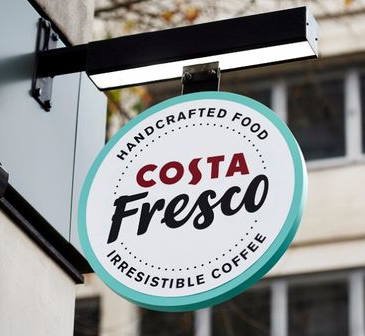 HANDCRAFTED FOOD
COSTA
Fresco
IRRESISTIBLE COFFEE